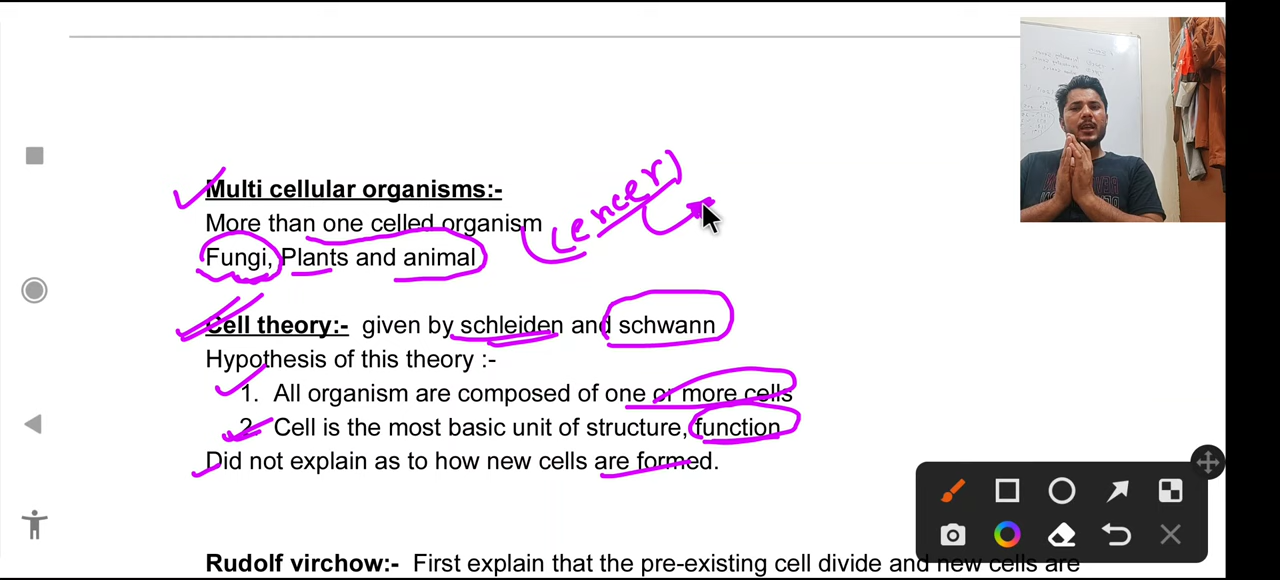 Multi cellular organisms:-
More than one celled organism
(encer)
Fungi, Plants and animal
Cell theory:- given by schleiden and schwann
Hypothesis of this theory :-
1. All organism are composed of one or more cells
2. Cell is the most basic unit of structure, function
Did not explain as to how new cells are formed.
Rudolf virchow:- First explain that the pre-existing cell divide and new cells are